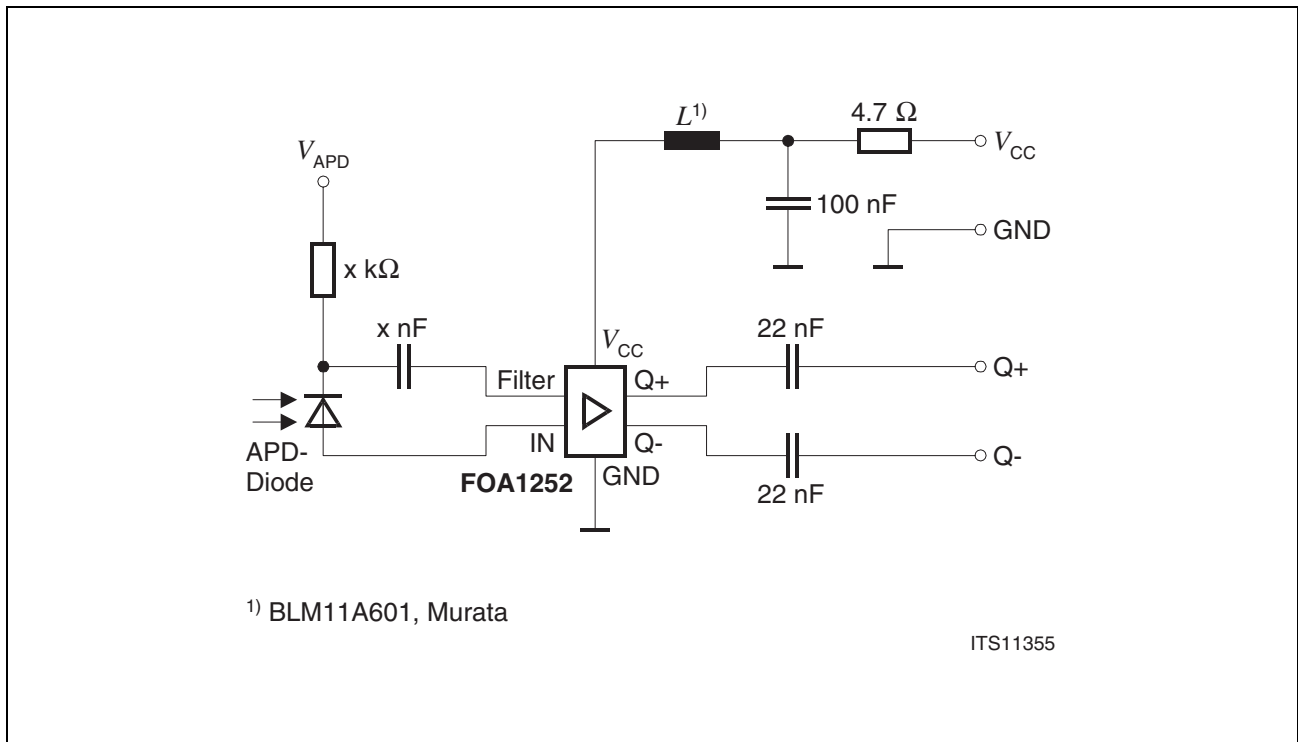 L1)
4.7 Ω
VCC
VAPD
100 nF
GND
x kΩ
x nF
VCC
22 nF
Filter
Q+
Q+
IN
Q-
Q-
APD-
Diode
FOA1252
GND
22 nF
1) BLM11A601, Murata
ITS11355